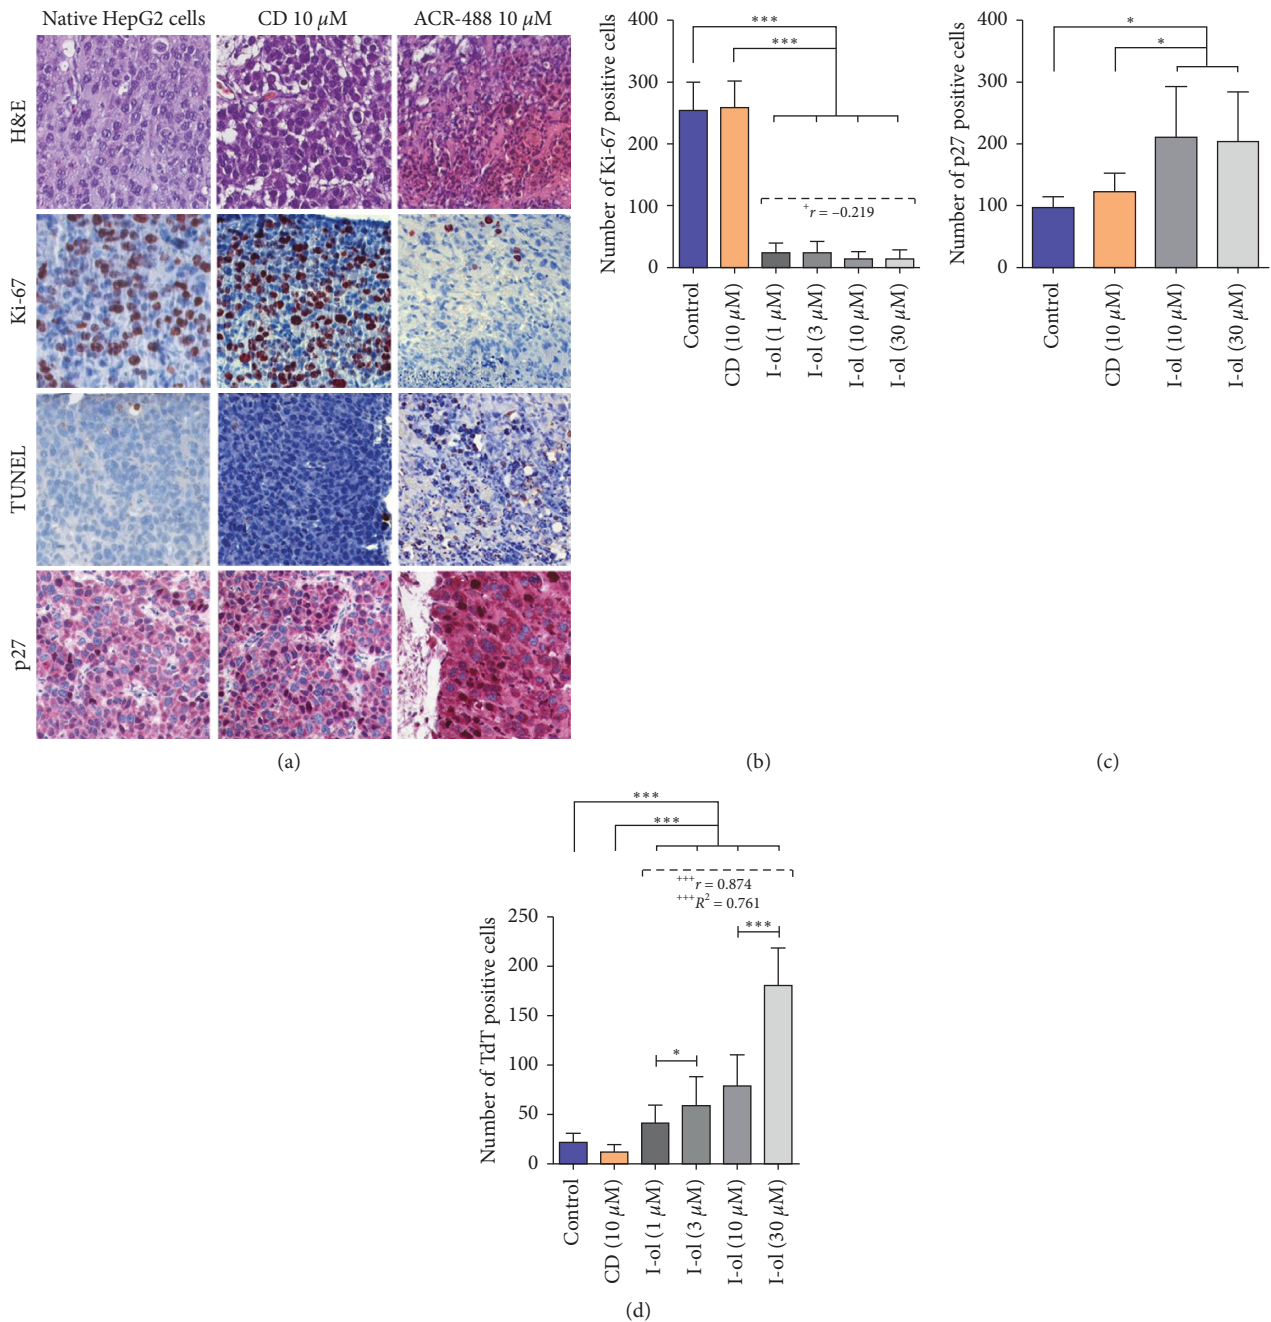 Native HepG2 cells
CD 10 μM
ACR-488 10 μM
H&E
Ki-67
TUNEL
p27
(a)
Number of Ki-67 positive cells
400
300
200
100
0
***
***
+r = −0.219
Control
CD (10 μM)
I-ol (1 μM)
I-ol (3 μM)
I-ol (10 μM)
I-ol (30 μM)
(b)
Number of p27 positive cells
400
300
200
100
0
*
*
Control
CD (10 μM)
I-ol (10 μM)
I-ol (30 μM)
(c)
***
***
+++r = 0.874
+++R² = 0.761
***
*
Number of TdT positive cells
250
200
150
100
50
0
Control
CD (10 μM)
I-ol (1 μM)
I-ol (3 μM)
I-ol (10 μM)
I-ol (30 μM)
(d)